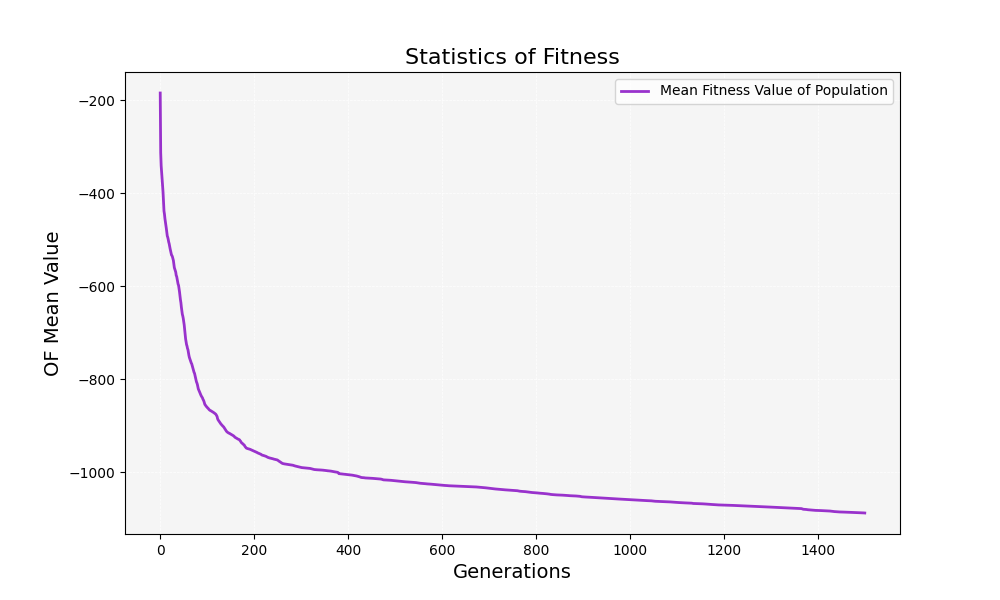 Statistics of Fitness
Mean Fitness Value of Population
OF Mean Value
−200
−400
−600
−800
−1000
0 200 400 600 800 1000 1200 1400
Generations